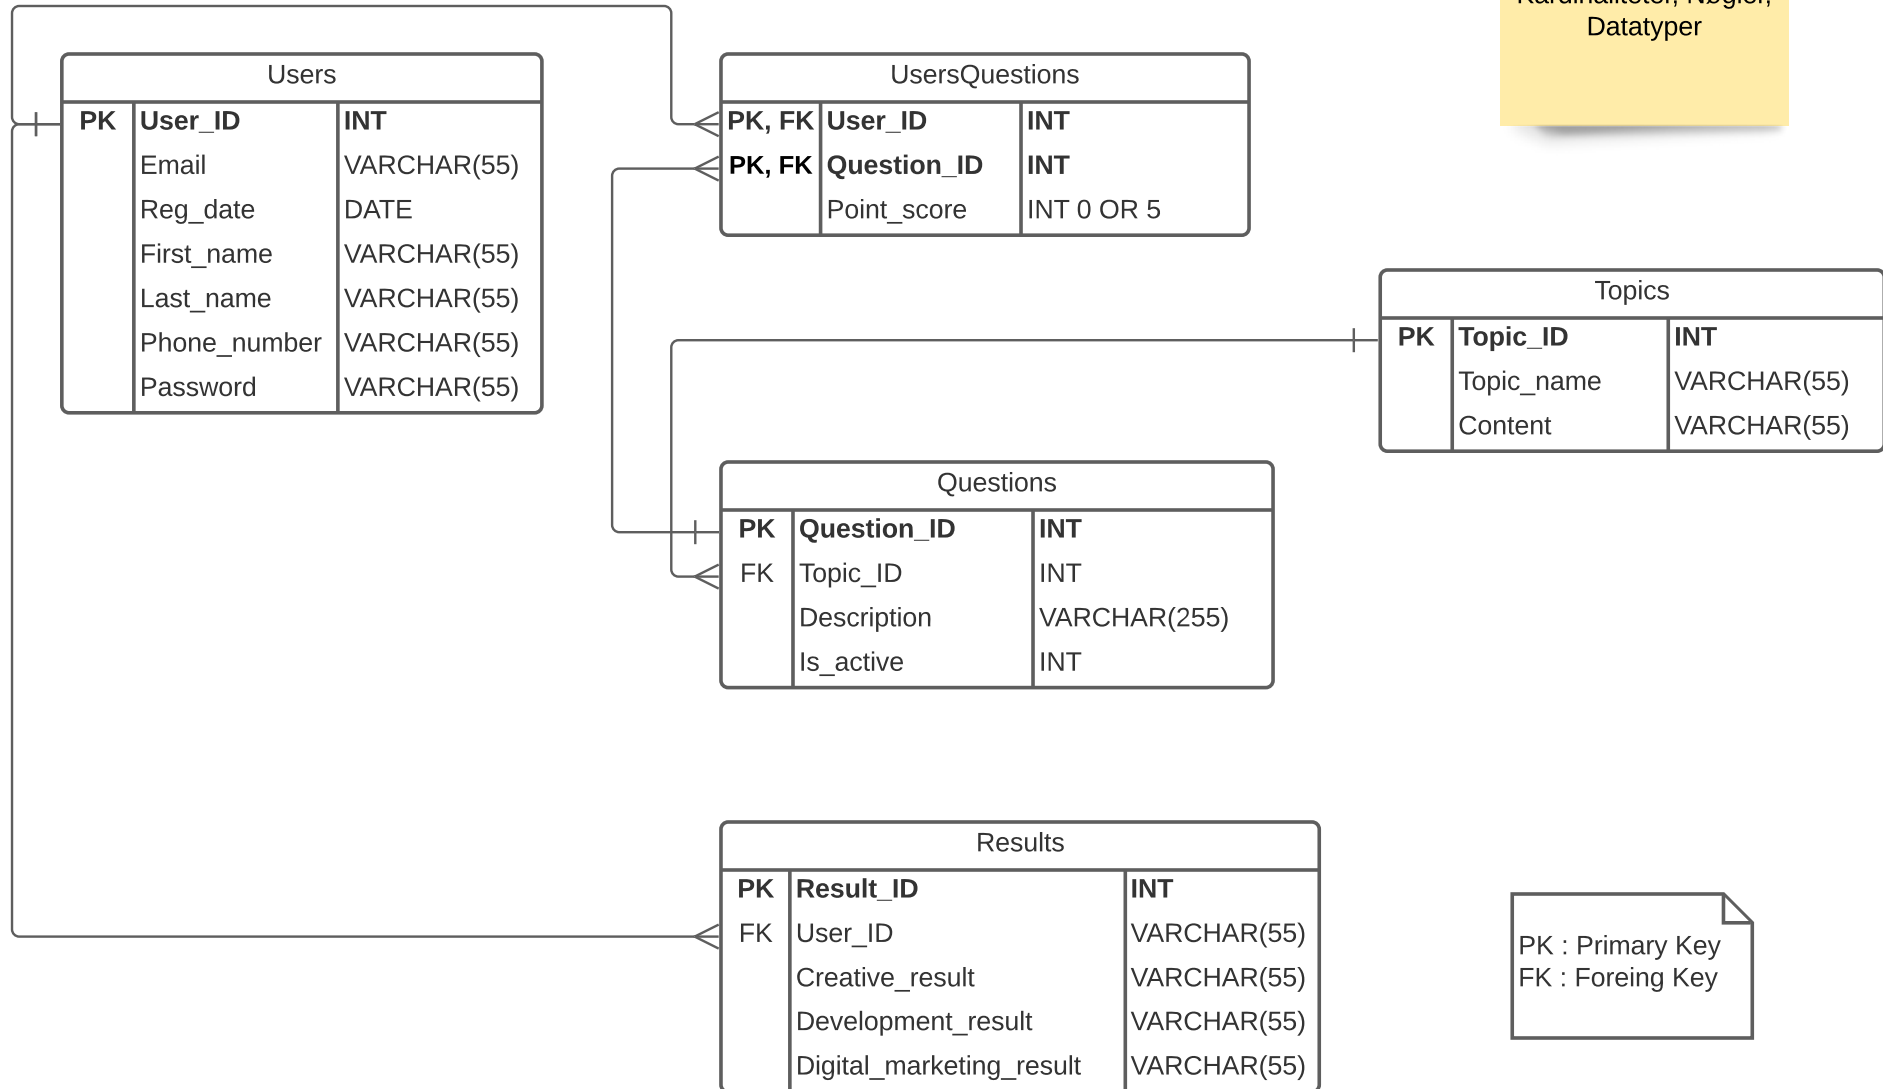 Kardinaliteter, Nøgler,
Datatyper
Users
PK User_ID INT
Email VARCHAR(55)
Reg_date DATE
First_name VARCHAR(55)
Last_name VARCHAR(55)
Phone_number VARCHAR(55)
Password VARCHAR(55)
UsersQuestions
PK, FK User_ID INT
PK, FK Question_ID INT
Point_score INT 0 OR 5
Topics
PK Topic_ID INT
Topic_name VARCHAR(55)
Content VARCHAR(55)
Questions
PK Question_ID INT
FK Topic_ID INT
Description VARCHAR(255)
Is_active INT
Results
PK Result_ID INT
FK User_ID VARCHAR(55)
Creative_result VARCHAR(55)
Development_result VARCHAR(55)
Digital_marketing_result VARCHAR(55)
PK : Primary Key
FK : Foreing Key